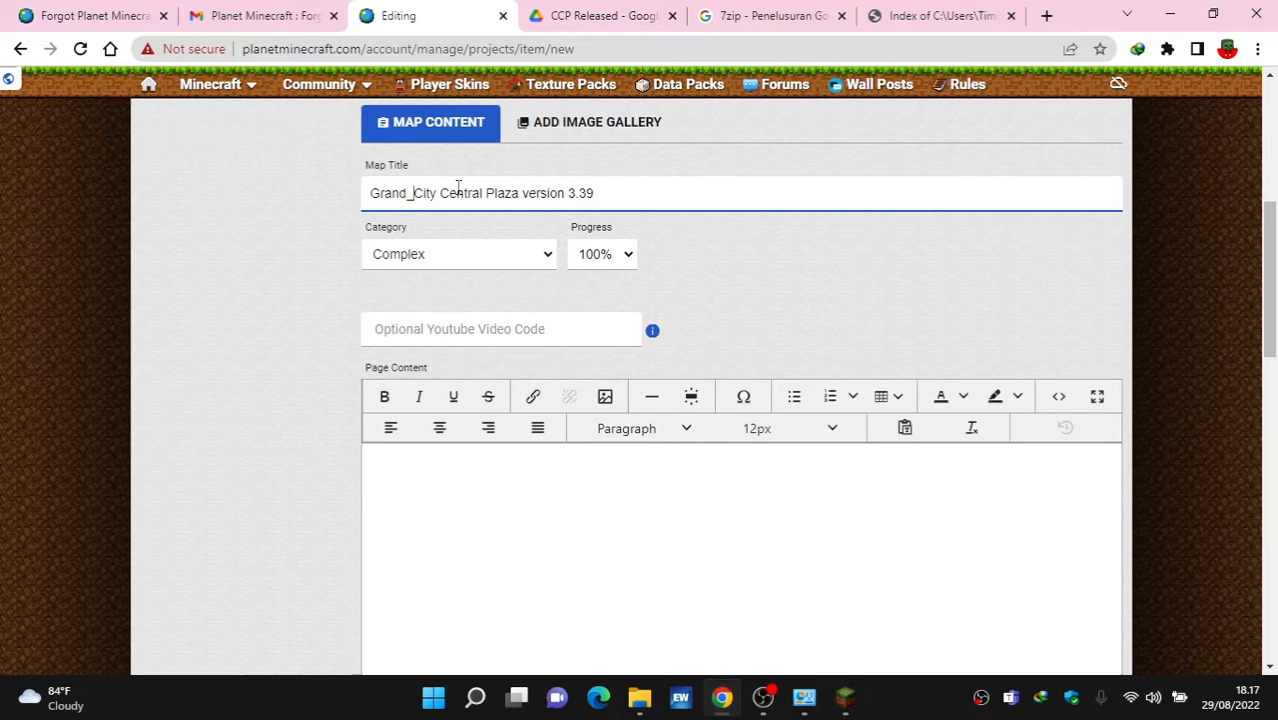 Forgot Planet Minecra
Planet Minecraft : Forg
Editing
CCP Released - Google
7zip - Penelusuran Go
Index of C:\Users\Tim
Not secure
planetminecraft.com/account/manage/projects/item/new
Minecraft
Community
Player Skins
Texture Packs
Data Packs
Forums
Wall Posts
Rules
MAP CONTENT
ADD IMAGE GALLERY
Map Title
Grand_City Central Plaza version 3.39
Category
Progress
Complex
100%
Optional Youtube Video Code
Page Content
B I U S
Paragraph
12px
84°F
Cloudy
EW
18.17
29/08/2022